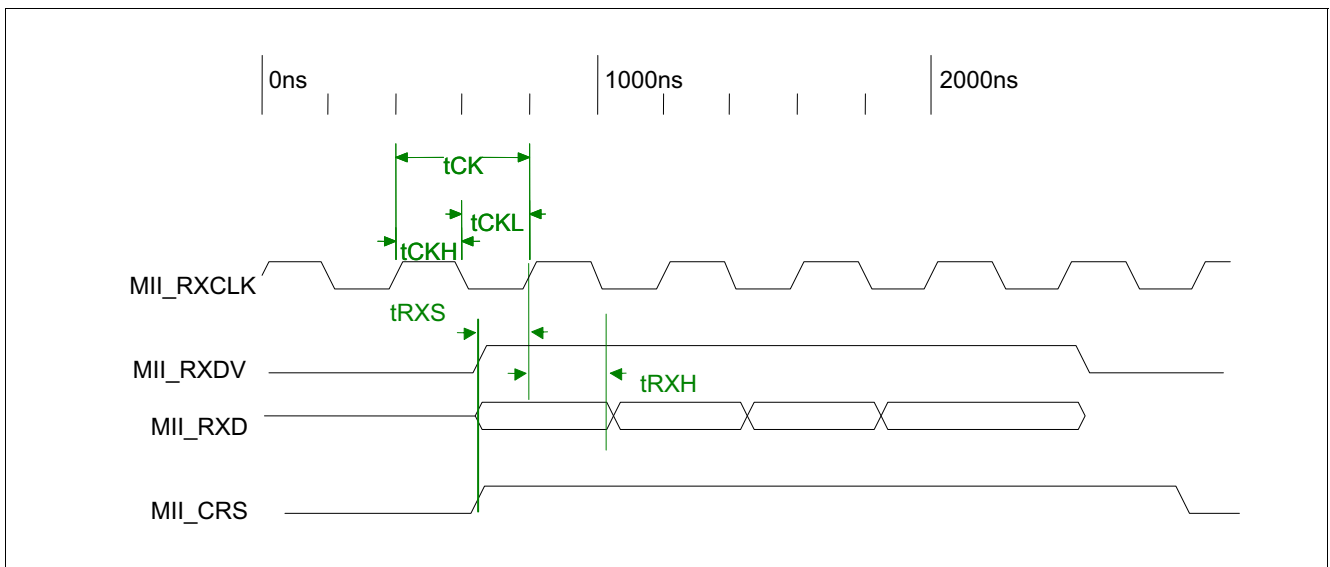 0ns 1000ns 2000ns
tCK
tCKL
tCKH
MII_RXCLK
tRXS
MII_RXDV
tRXH
MII_RXD
MII_CRS